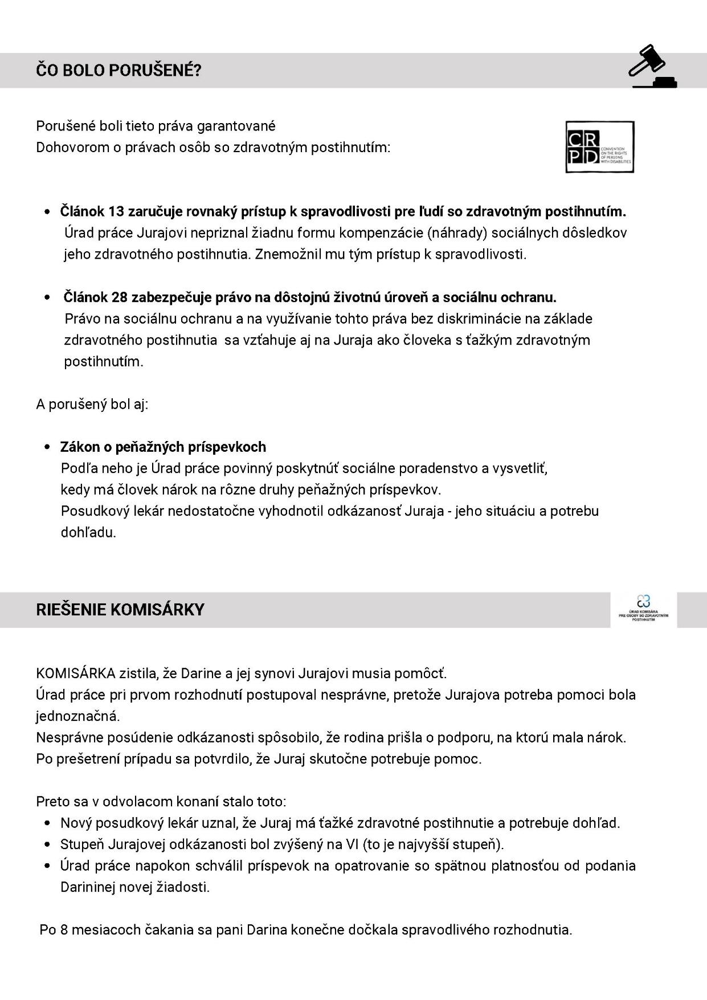 ČO BOLO PORUŠENÉ?
Porušené boli tieto práva garantované
Dohovorom o právach osôb so zdravotným postihnutím:
CR
PD
CONVENTION
ON THE RIGHTS
OF PERSONS
WITH DISABILITIES
• Článok 13 zaručuje rovnaký prístup k spravodlivosti pre ľudí so zdravotným postihnutím.
Úrad práce Jurajovi nepriznal žiadnu formu kompenzácie (náhrady) sociálnych dôsledkov
jeho zdravotného postihnutia. Znemožnil mu tým prístup k spravodlivosti.
• Článok 28 zabezpečuje právo na dôstojnú životnú úroveň a sociálnu ochranu.
Právo na sociálnu ochranu a na využívanie tohto práva bez diskriminácie na základe
zdravotného postihnutia  sa vzťahuje aj na Juraja ako človeka s ťažkým zdravotným
postihnutím.
A porušený bol aj:
• Zákon o peňažných príspevkoch
Podľa neho je Úrad práce povinný poskytnúť sociálne poradenstvo a vysvetliť,
kedy má človek nárok na rôzne druhy peňažných príspevkov.
Posudkový lekár nedostatočne vyhodnotil odkázanosť Juraja - jeho situáciu a potrebu
dohľadu.
RIEŠENIE KOMISÁRKY
ÚRAD KOMISÁRA
PRE OSOBY SO ZDRAVOTNÝM
POSTIHNUTÍM
KOMISÁRKA zistila, že Darine a jej synovi Jurajovi musia pomôcť.
Úrad práce pri prvom rozhodnutí postupoval nesprávne, pretože Jurajova potreba pomoci bola
jednoznačná.
Nesprávne posúdenie odkázanosti spôsobilo, že rodina prišla o podporu, na ktorú mala nárok.
Po prešetrení prípadu sa potvrdilo, že Juraj skutočne potrebuje pomoc.
Preto sa v odvolacom konaní stalo toto:
• Nový posudkový lekár uznal, že Juraj má ťažké zdravotné postihnutie a potrebuje dohľad.
• Stupeň Jurajovej odkázanosti bol zvýšený na VI (to je najvyšší stupeň).
• Úrad práce napokon schválil príspevok na opatrovanie so spätnou platnosťou od podania
Darininej novej žiadosti.
Po 8 mesiacoch čakania sa pani Darina konečne dočkala spravodlivého rozhodnutia.